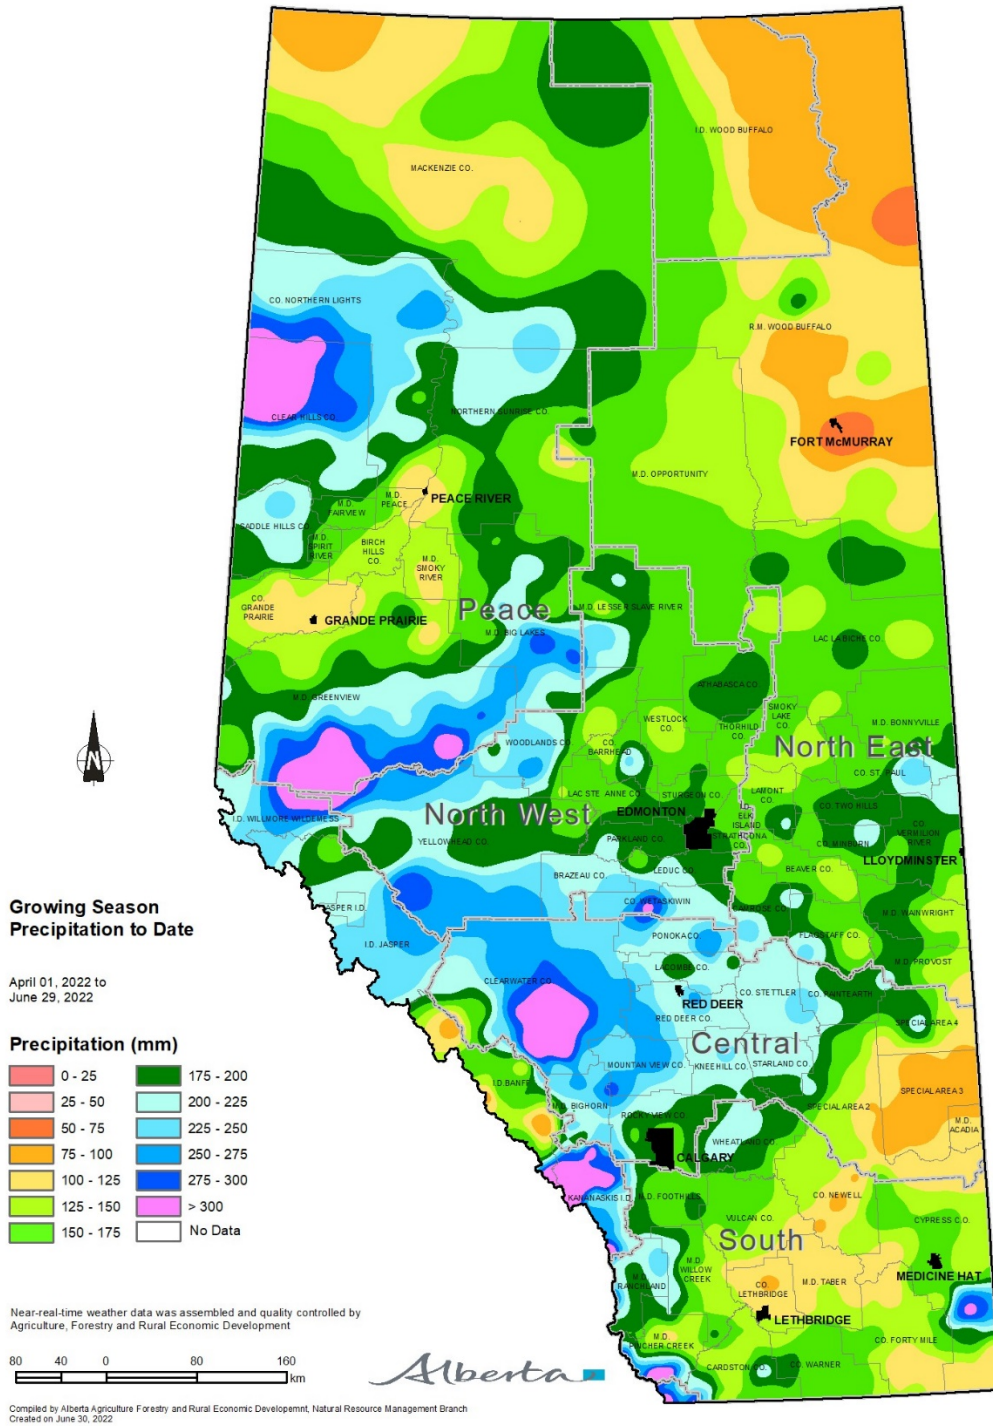 I.D. WOOD BUFFALO
MACKENZIE CO.
CO. NORTHERN LIGHTS
R.M. WOOD BUFFALO
CLEAR HILLS CO.
NORTHERN SUNRISE CO.
FORT McMURRAY
M.D. OPPORTUNITY
M.D.
PEACE
PEACE RIVER
M.D.
FAIRVIEW
SADDLE HILLS CO.
M.D.
SPIRIT
RIVER
BIRCH
HILLS
CO.
M.D.
SMOKY
RIVER
CO.
GRANDE
PRAIRIE
GRANDE PRAIRIE
Peace
M.D. LESSER SLAVE RIVER
M.D. BIG LAKES
LAC LA BICHE CO.
M.D. GREENVIEW
ATHABASCA CO.
SMOKY
LAKE
CO.
M.D. BONNYVILLE
WESTLOCK
CO.
THORHILD
CO.
North East
WOODLANDS CO.
CO.
BARRHEAD
CO. ST. PAUL
N
LAC STE. ANNE CO.
STURGEON CO.
LAMONT
CO.
North West
EDMONTON
I.D.
ELK
ISLAND
CO. TWO HILLS
I.D. WILLMORE WILDERNESS
STRATHCONA
CO.
CO.
VERMILION
RIVER
YELLOWHEAD CO.
PARKLAND CO.
CO. MINBURN
LLOYDMINSTER
BRAZEAU CO.
LEDUC CO.
BEAVER CO.
CO. WETASKIWIN
CAMROSE CO.
M.D. WAINWRIGHT
JASPER I.D.
I.D. JASPER
PONOKA CO.
FLAGSTAFF CO.
M.D. PROVOST
Growing Season
Precipitation to Date
April 01, 2022 to
June 29, 2022
CLEARWATER CO.
LACOMBE CO.
RED DEER
CO. STETTLER
CO. PAINTEARTH
RED DEER CO.
SPECIAL AREA 4
Central
MOUNTAIN VIEW CO.
KNEEHILL CO.
STARLAND CO.
I.D. BANFF
SPECIAL AREA 3
M.D. BIGHORN
ROCKY VIEW CO.
SPECIAL AREA 2
M.D.
ACADIA
WHEATLAND CO.
CALGARY
KANANASKIS I.D.
M.D. FOOTHILLS
CO. NEWELL
VULCAN CO.
CYPRESS C.O.
South
M.D.
WILLOW
CREEK
MEDICINE HAT
M.D.
RANCHLAND
CO.
LETHBRIDGE
M.D. TABER
LETHBRIDGE
M.D.
PINCHER CREEK
CO. FORTY MILE
CARDSTON CO.
CO. WARNER
Precipitation (mm)
0 - 25
25 - 50
50 - 75
75 - 100
100 - 125
125 - 150
150 - 175
175 - 200
200 - 225
225 - 250
250 - 275
275 - 300
> 300
No Data
Near-real-time weather data was assembled and quality controlled by
Agriculture, Forestry and Rural Economic Development
80 40 0 80 160
km
Alberta
Compiled by Alberta Agriculture Forestry and Rural Economic Developemnt, Natural Resource Management Branch
Created on June 30, 2022